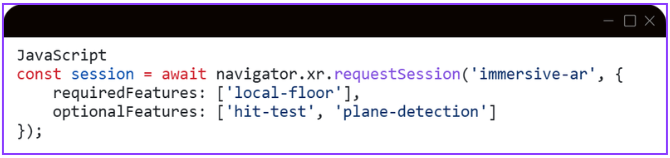 JavaScript
const session = await navigator.xr.requestSession('immersive-ar', {
    requiredFeatures: ['local-floor'],
    optionalFeatures: ['hit-test', 'plane-detection']
});